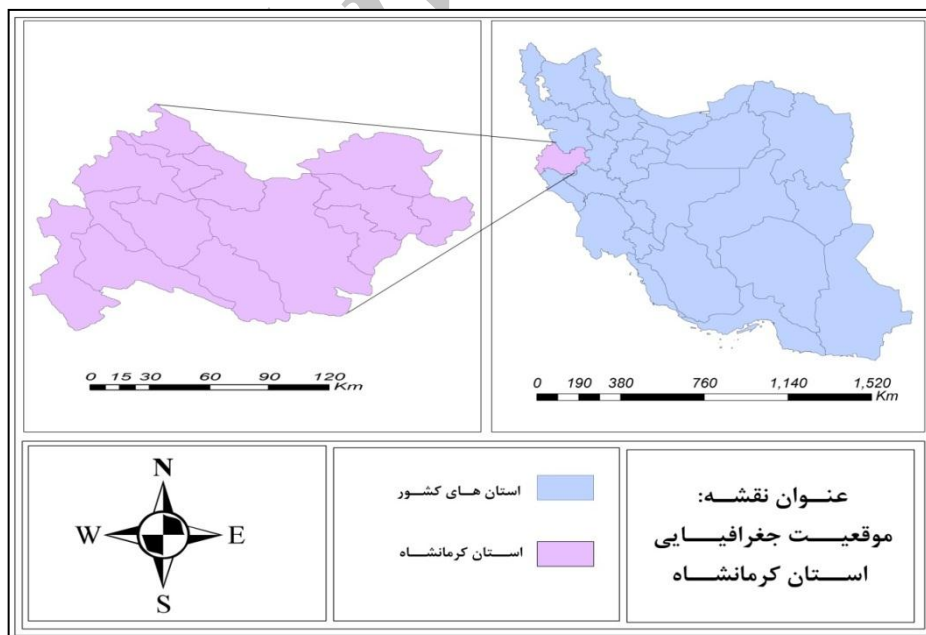 0 15 30 60 90 120
Km
0 190 380 760 1,140 1,520
Km
N
W E
S
استان های کشور
استان کرمانشاه
عنوان نقشه:
موقعیت جغرافیایی
استان کرمانشاه